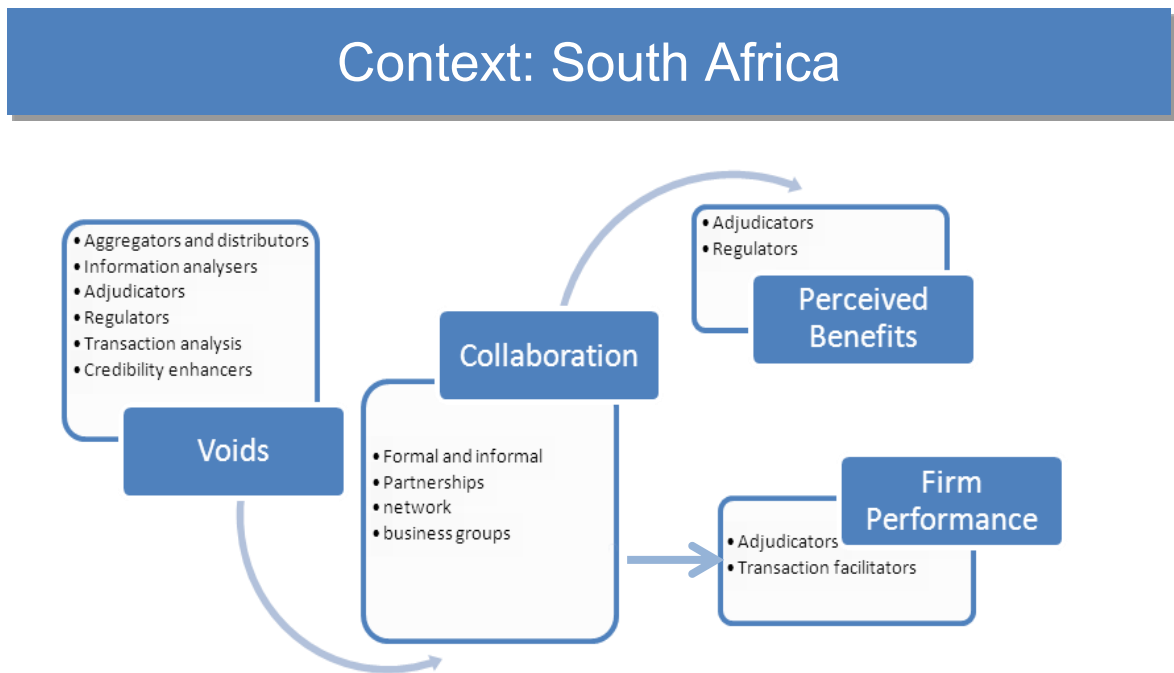 Context: South Africa
• Aggregators and distributors
• Information analysers
• Adjudicators
• Regulators
• Transaction analysis
• Credibility enhancers
Voids
Collaboration
• Formal and informal
• Partnerships
• network
• business groups
• Adjudicators
• Regulators
Perceived
Benefits
Firm
Performance
• Adjudicators
• Transaction facilitators